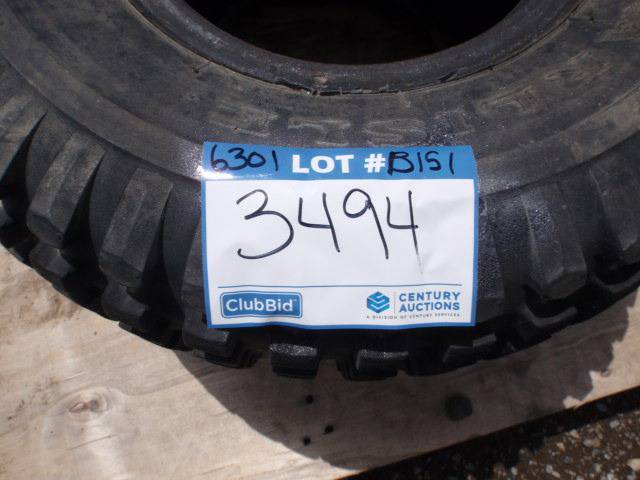 6301 LOT # B151
3494
ClubBid
CENTURY
AUCTIONS
A DIVISION OF CENTURY SERVICES